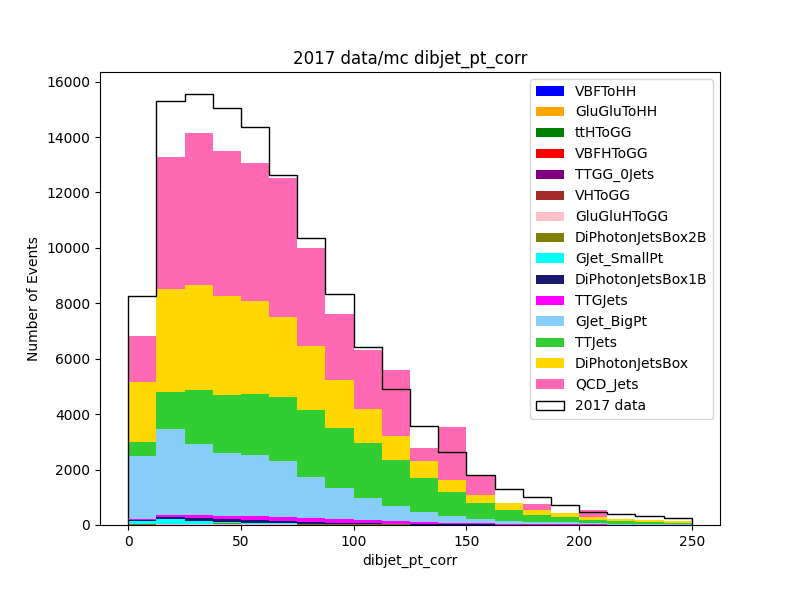 2017 data/mc dibjet_pt_corr
Number of Events
16000
14000
12000
10000
8000
6000
4000
2000
0
0
50
100
150
200
250
dibjet_pt_corr
VBFToHH
GluGluToHH
ttHToGG
VBFHToGG
TTGG_0Jets
VHToGG
GluGluHToGG
DiPhotonJetsBox2B
GJet_SmallPt
DiPhotonJetsBox1B
TTGJets
GJet_BigPt
TTJets
DiPhotonJetsBox
QCD_Jets
2017 data